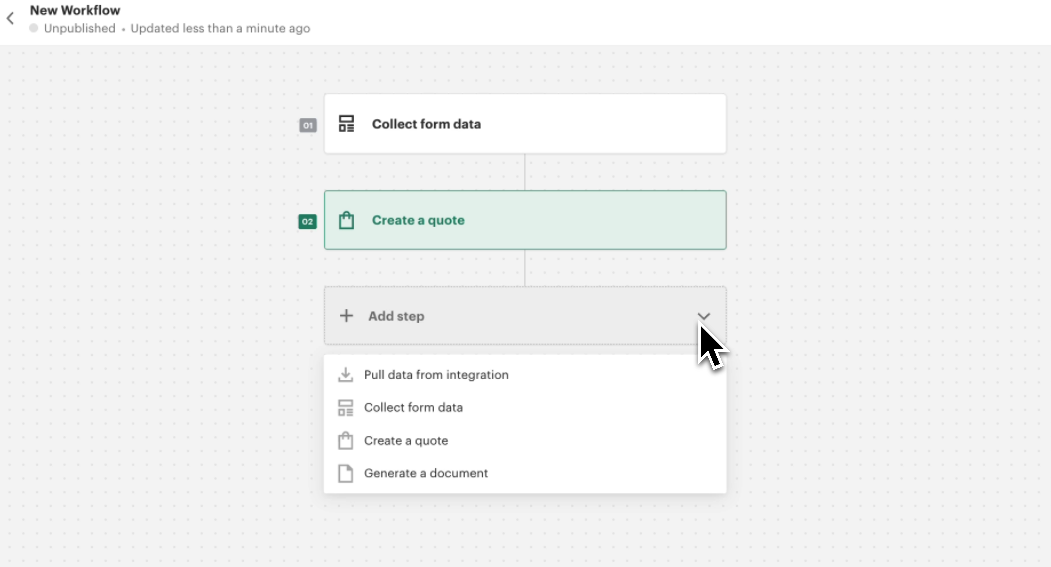 New Workflow
Unpublished • Updated less than a minute ago
01 Collect form data
02 Create a quote
Add step
Pull data from integration
Collect form data
Create a quote
Generate a document